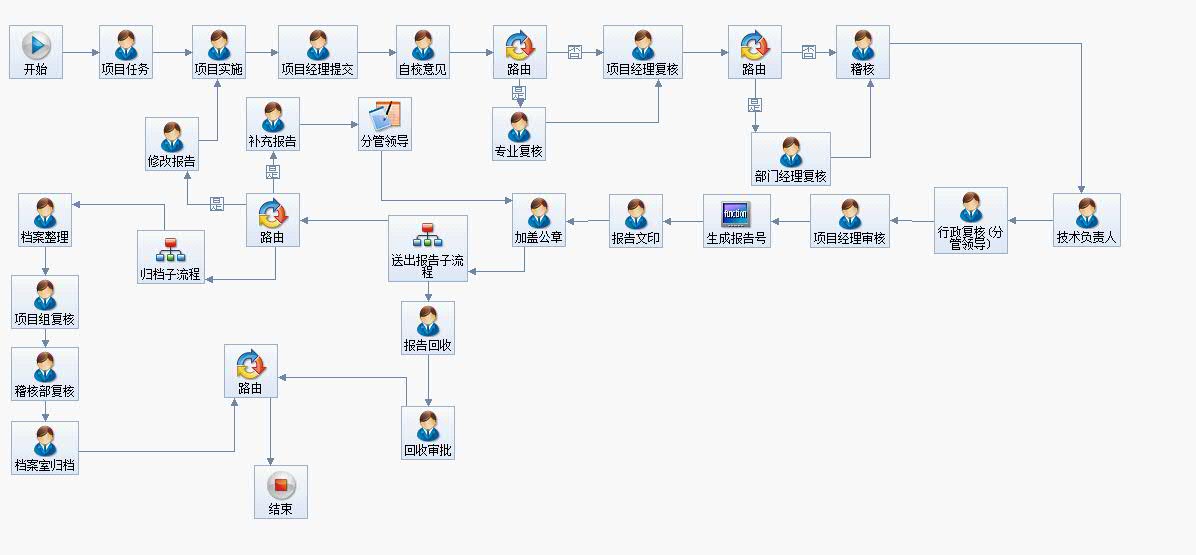 开始
项目任务
项目实施
项目经理提交
自校意见
路由
否
项目经理复核
路由
否
稽核
是
是
专业复核
部门经理复核
修改报告
补充报告
分管领导
是
是
档案整理
归档子流程
路由
送出报告子流
程
加盖公章
报告文印
生成报告号
项目经理审核
行政复核(分
管领导)
技术负责人
项目组复核
报告回收
稽核部复核
路由
档案室归档
回收审批
结束